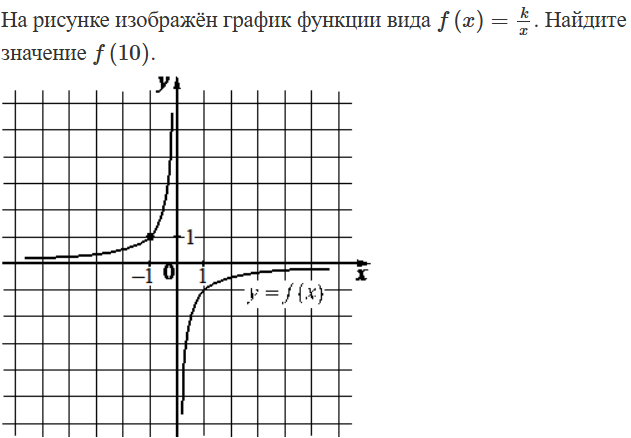 На рисунке изображён график функции вида f (x) = k/x. Найдите
значение f (10).
y
1
-1 0 1 x
y = f(x)